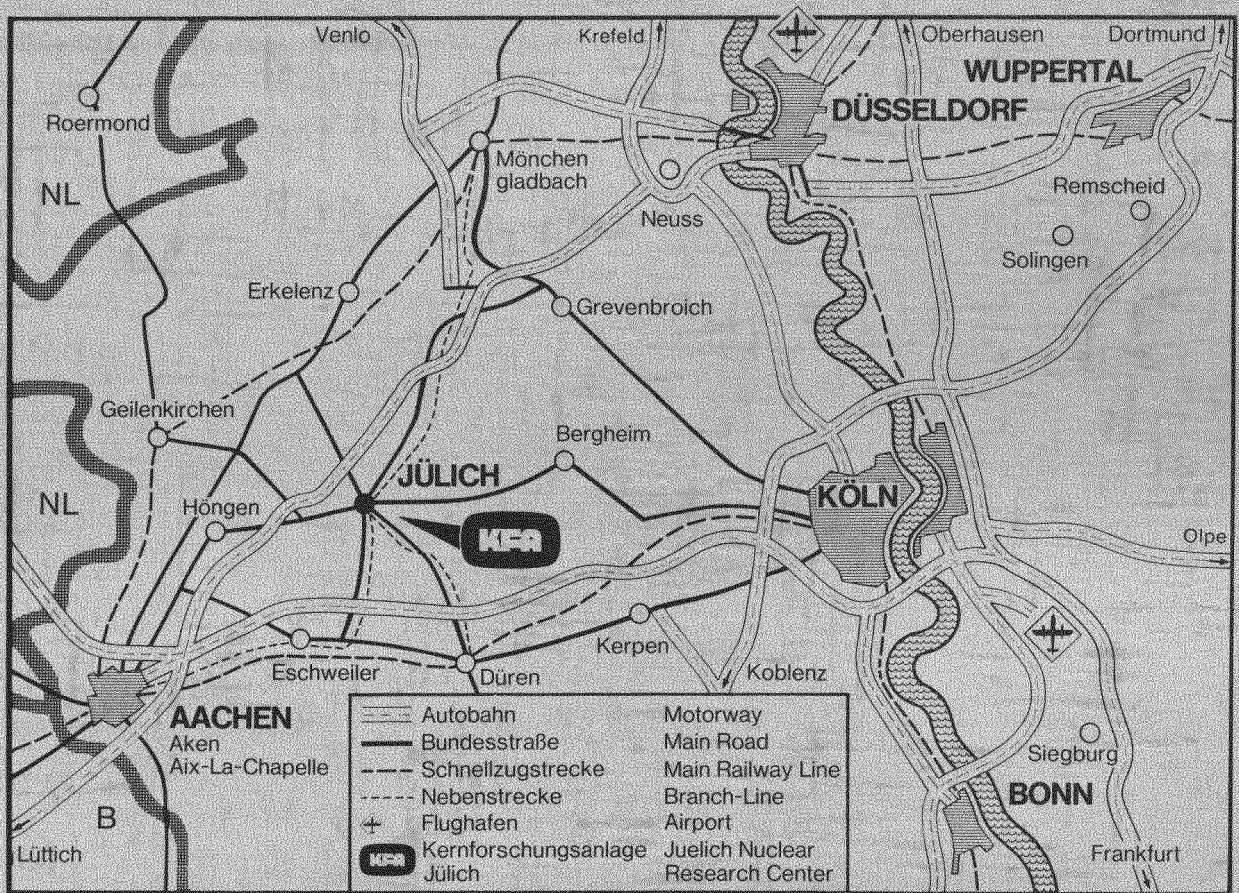 Venlo
Krefeld
Oberhausen
Dortmund
WUPPERTAL
DÜSSELDORF
Roermond
NL
Mönchen
gladbach
Neuss
Remscheid
Solingen
Erkelenz
Grevenbroich
Geilenkirchen
Bergheim
JÜLICH
KÖLN
NL
Höngen
KFA
Olpe
Kerpen
Eschweiler
Düren
Koblenz
AACHEN
Aken
Aix-La-Chapelle
Siegburg
BONN
B
Lüttich
Frankfurt
Autobahn Motorway
Bundesstraße Main Road
Schnellzugstrecke Main Railway Line
Nebenstrecke Branch-Line
Flughafen Airport
KFA Kernforschungsanlage Juelich Nuclear
Jülich Research Center